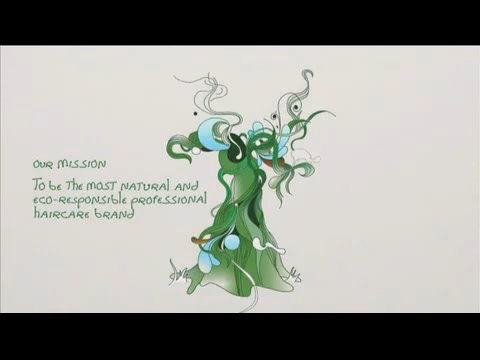 OUR MISSION
TO BE THE MOST NATURAL AND
ECO-RESPONSIBLE PROFESSIONAL
HAIRCARE BRAND